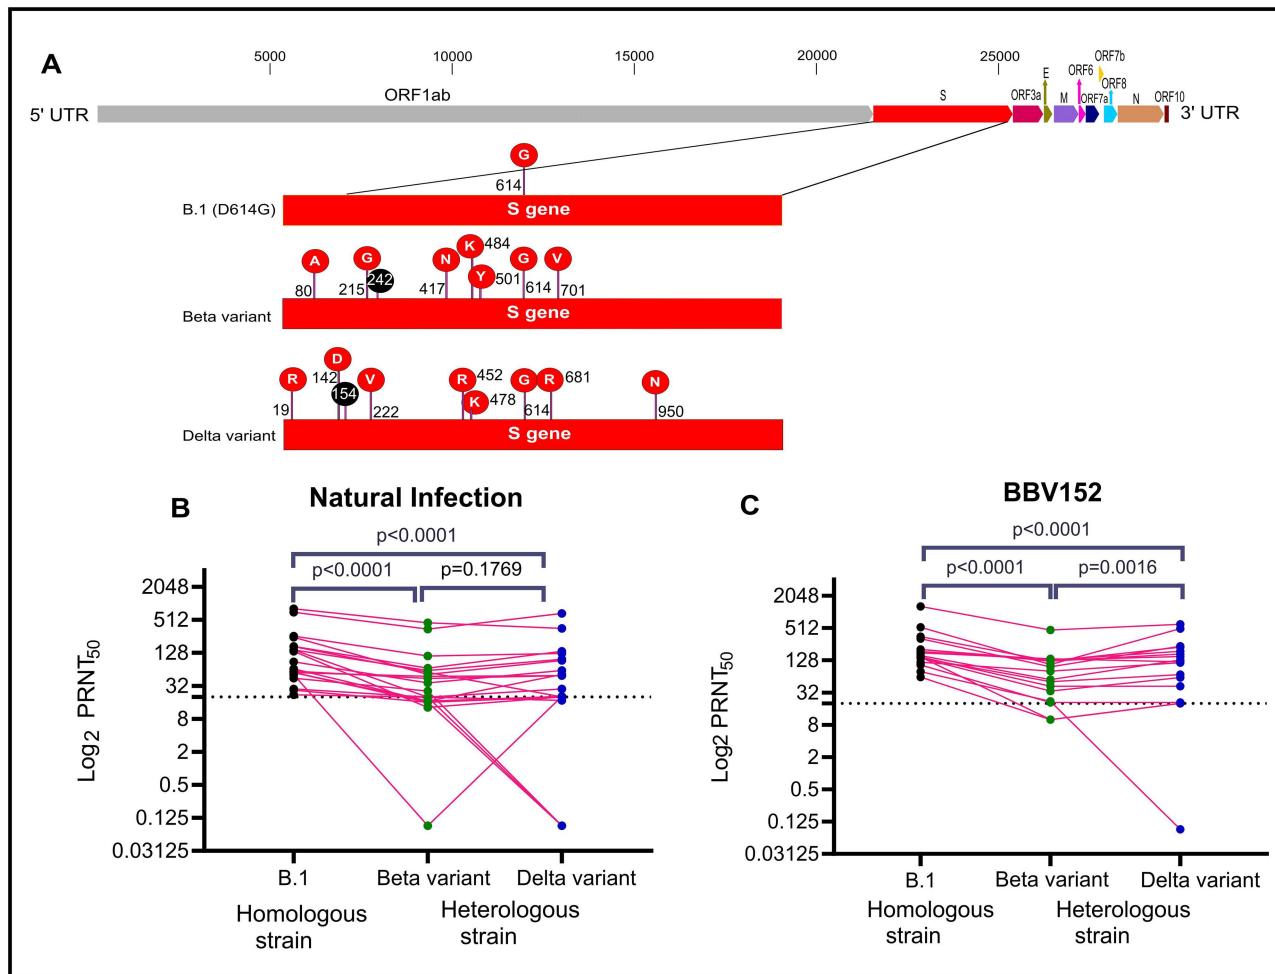 A
5000 10000 15000 20000 25000
ORF7b
E ORF6 ORF8
ORF1ab S ORF3a M ORF7a N ORF10
5' UTR 3' UTR
G
614
B.1 (D614G) S gene
A G 242 N K 484 Y 501 G V
80 215 417 614 701
Beta variant S gene
R D V R 452 G R 681 N
142 154 K 478
19 222 614 950
Delta variant S gene
B Natural Infection
p<0.0001
p<0.0001 p=0.1769
2048
512
128
32
8
2
0.5
0.125
0.03125
Log2 PRNT50
B.1 Beta variant Delta variant
Homologous strain
Heterologous strain
C BBV152
p<0.0001
p<0.0001 p=0.0016
2048
512
128
32
8
2
0.5
0.125
0.03125
Log2 PRNT50
B.1 Beta variant Delta variant
Homologous strain
Heterologous strain